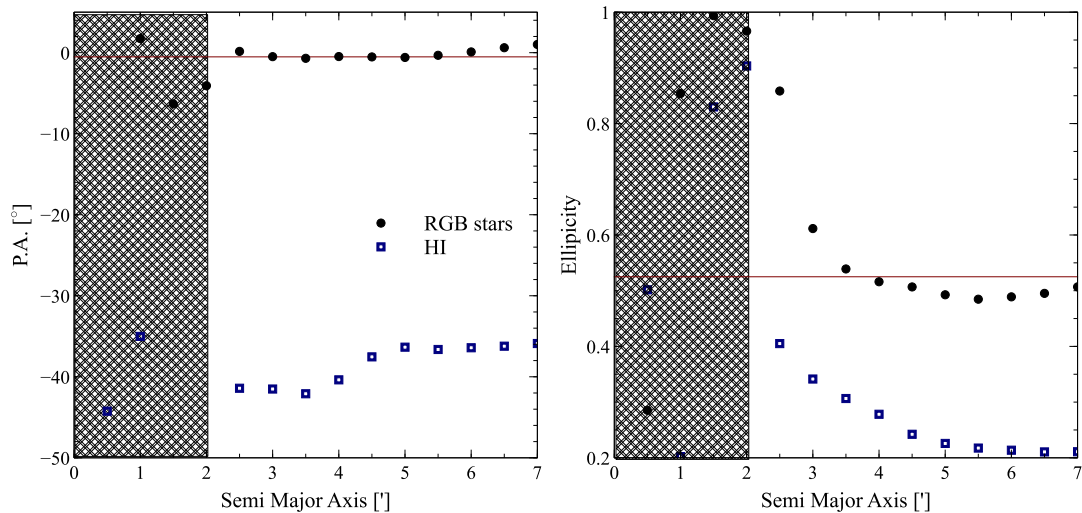 0
−10
−20
−30
−40
−50
P.A. [°]
0 1 2 3 4 5 6 7
Semi Major Axis [']
RGB stars
HI
1
0.8
0.6
0.4
0.2
Ellipicity
0 1 2 3 4 5 6 7
Semi Major Axis [']